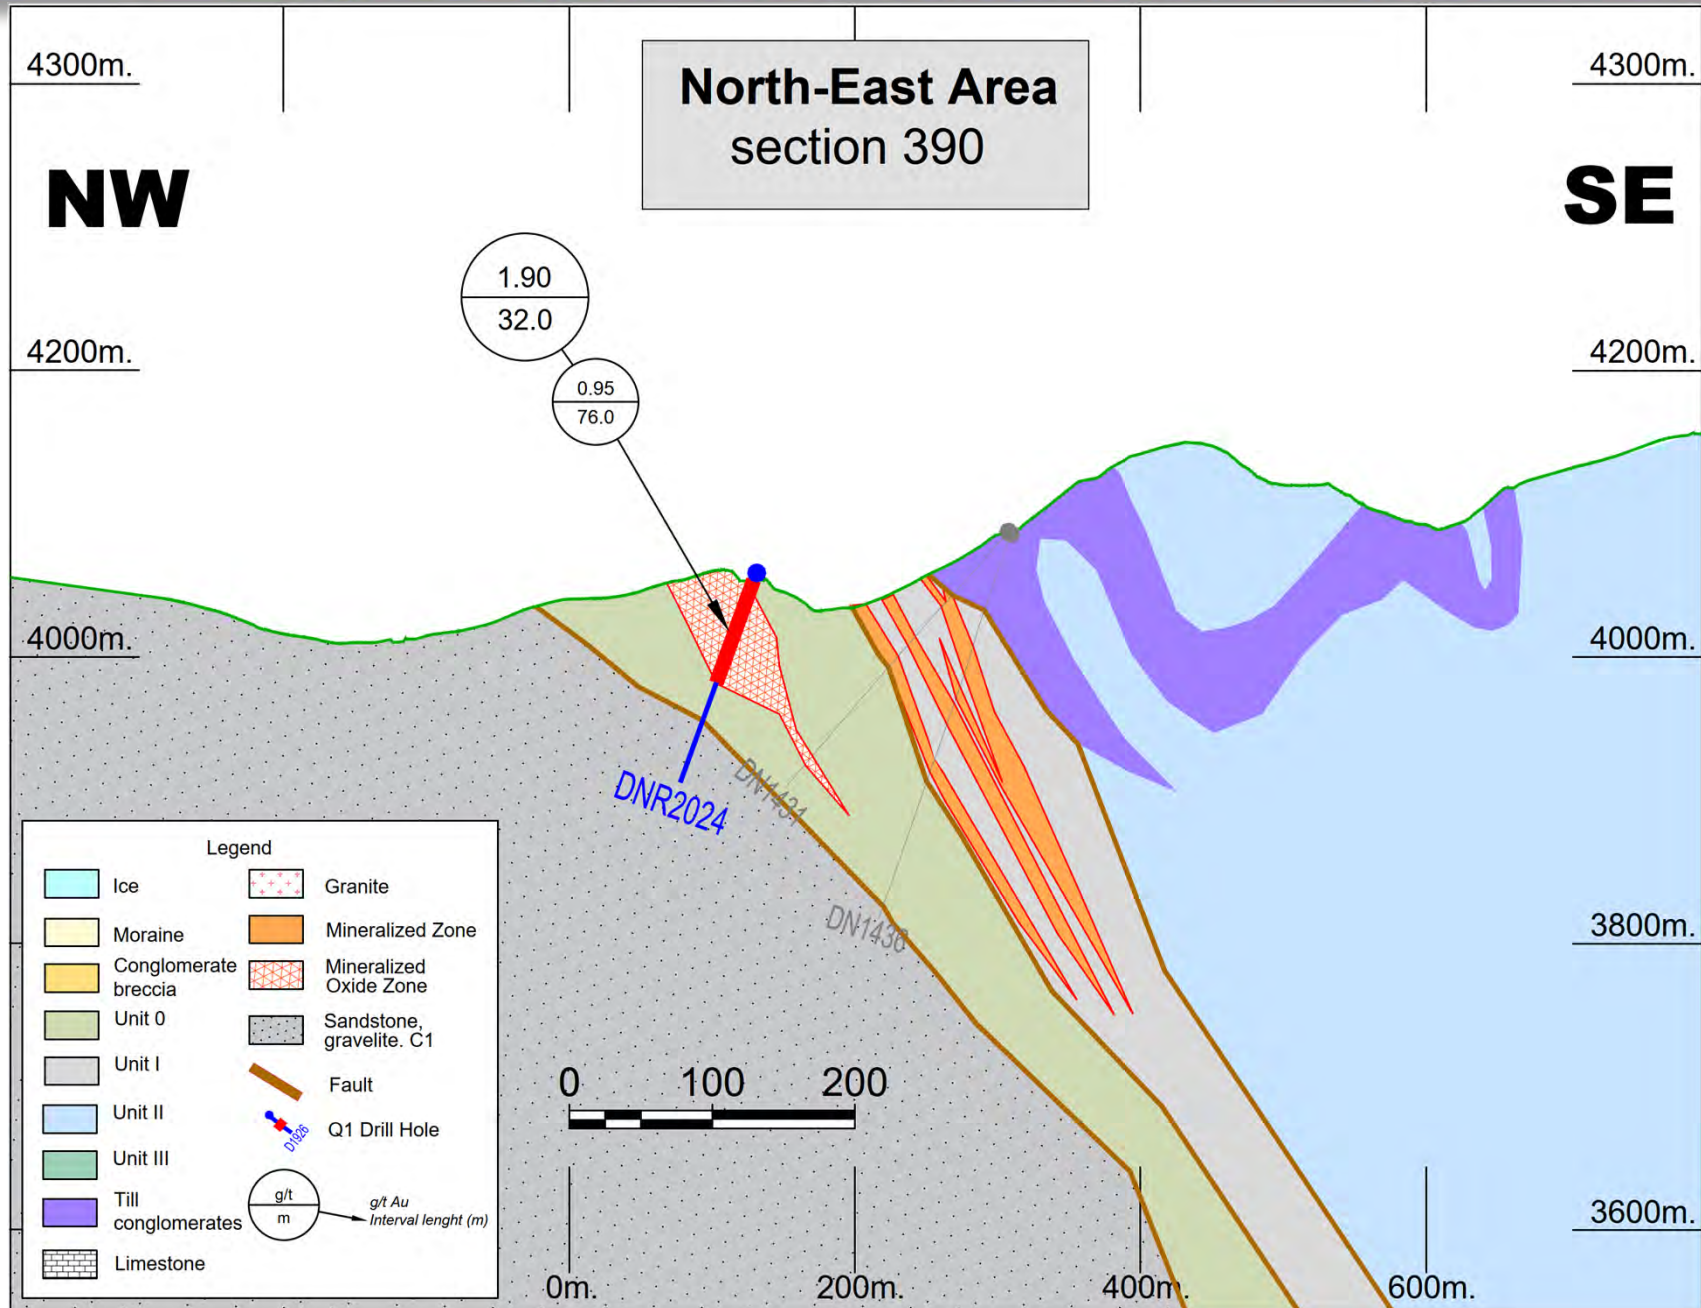 4300m.
4300m.
North-East Area
section 390
NW
SE
1.90
32.0
4200m.
4200m.
0.95
76.0
4000m.
4000m.
DNR2024
DN1431
DN1436
3800m.
3600m.
Legend
Ice
Moraine
Conglomerate
breccia
Unit 0
Unit I
Unit II
Unit III
Till
conglomerates
Limestone
Granite
Mineralized Zone
Mineralized
Oxide Zone
Sandstone,
gravelite. C1
Fault
D1926
Q1 Drill Hole
g/t
m
g/t Au
Interval lenght (m)
0 100 200
0m. 200m. 400m. 600m.